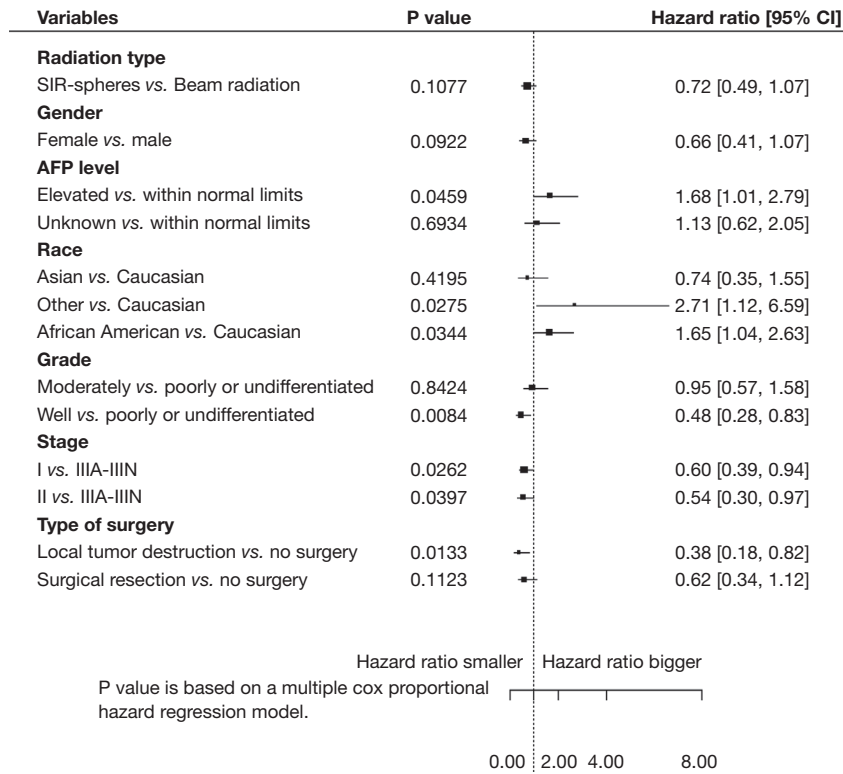 Variables P value Hazard ratio [95% CI]
Radiation type
SIR-spheres vs. Beam radiation 0.1077 0.72 [0.49, 1.07]
Gender
Female vs. male 0.0922 0.66 [0.41, 1.07]
AFP level
Elevated vs. within normal limits 0.0459 1.68 [1.01, 2.79]
Unknown vs. within normal limits 0.6934 1.13 [0.62, 2.05]
Race
Asian vs. Caucasian 0.4195 0.74 [0.35, 1.55]
Other vs. Caucasian 0.0275 2.71 [1.12, 6.59]
African American vs. Caucasian 0.0344 1.65 [1.04, 2.63]
Grade
Moderately vs. poorly or undifferentiated 0.8424 0.95 [0.57, 1.58]
Well vs. poorly or undifferentiated 0.0084 0.48 [0.28, 0.83]
Stage
I vs. IIIA-IIIN 0.0262 0.60 [0.39, 0.94]
II vs. IIIA-IIIN 0.0397 0.54 [0.30, 0.97]
Type of surgery
Local tumor destruction vs. no surgery 0.0133 0.38 [0.18, 0.82]
Surgical resection vs. no surgery 0.1123 0.62 [0.34, 1.12]
Hazard ratio smaller Hazard ratio bigger
P value is based on a multiple cox proportional
hazard regression model.
0.00 2.00 4.00 8.00